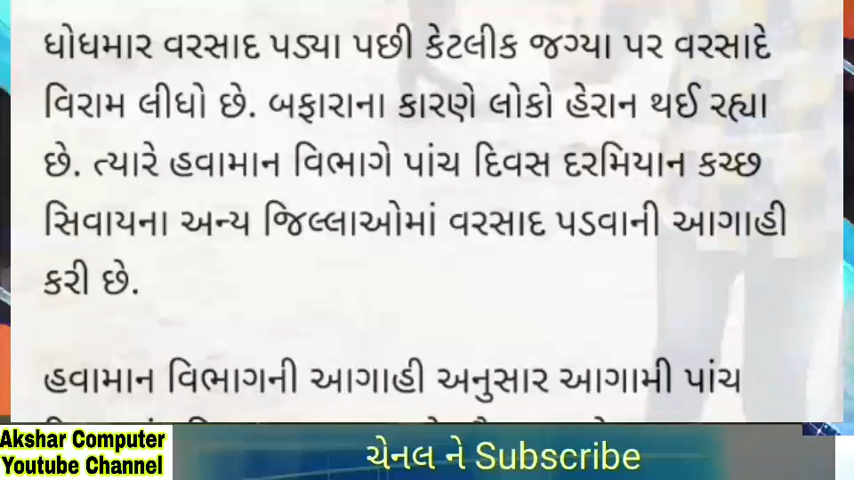 ધોધમાર વરસાદ પડ્યા પછી કેટલીક જગ્યા પર વરસાદે
વિરામ લીધો છે. બફારાના કારણે લોકો હેરાન થઈ રહ્યા
છે. ત્યારે હવામાન વિભાગે પાંચ દિવસ દરમિયાન કચ્છ
સિવાયના અન્ય જિલ્લાઓમાં વરસાદ પડવાની આગાહી
કરી છે.
હવામાન વિભાગની આગાહી અનુસાર આગામી પાંચ
Akshar Computer
Youtube Channel
ચેનલ ને Subscribe